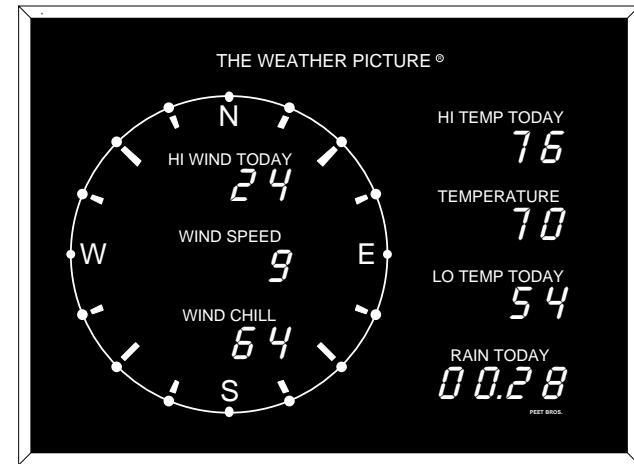 THE WEATHER PICTURE ®
N
HI WIND TODAY
24
WIND SPEED
9
W
E
WIND CHILL
64
S
HI TEMP TODAY
76
TEMPERATURE
70
LO TEMP TODAY
54
RAIN TODAY
00.28
PEET BROS.